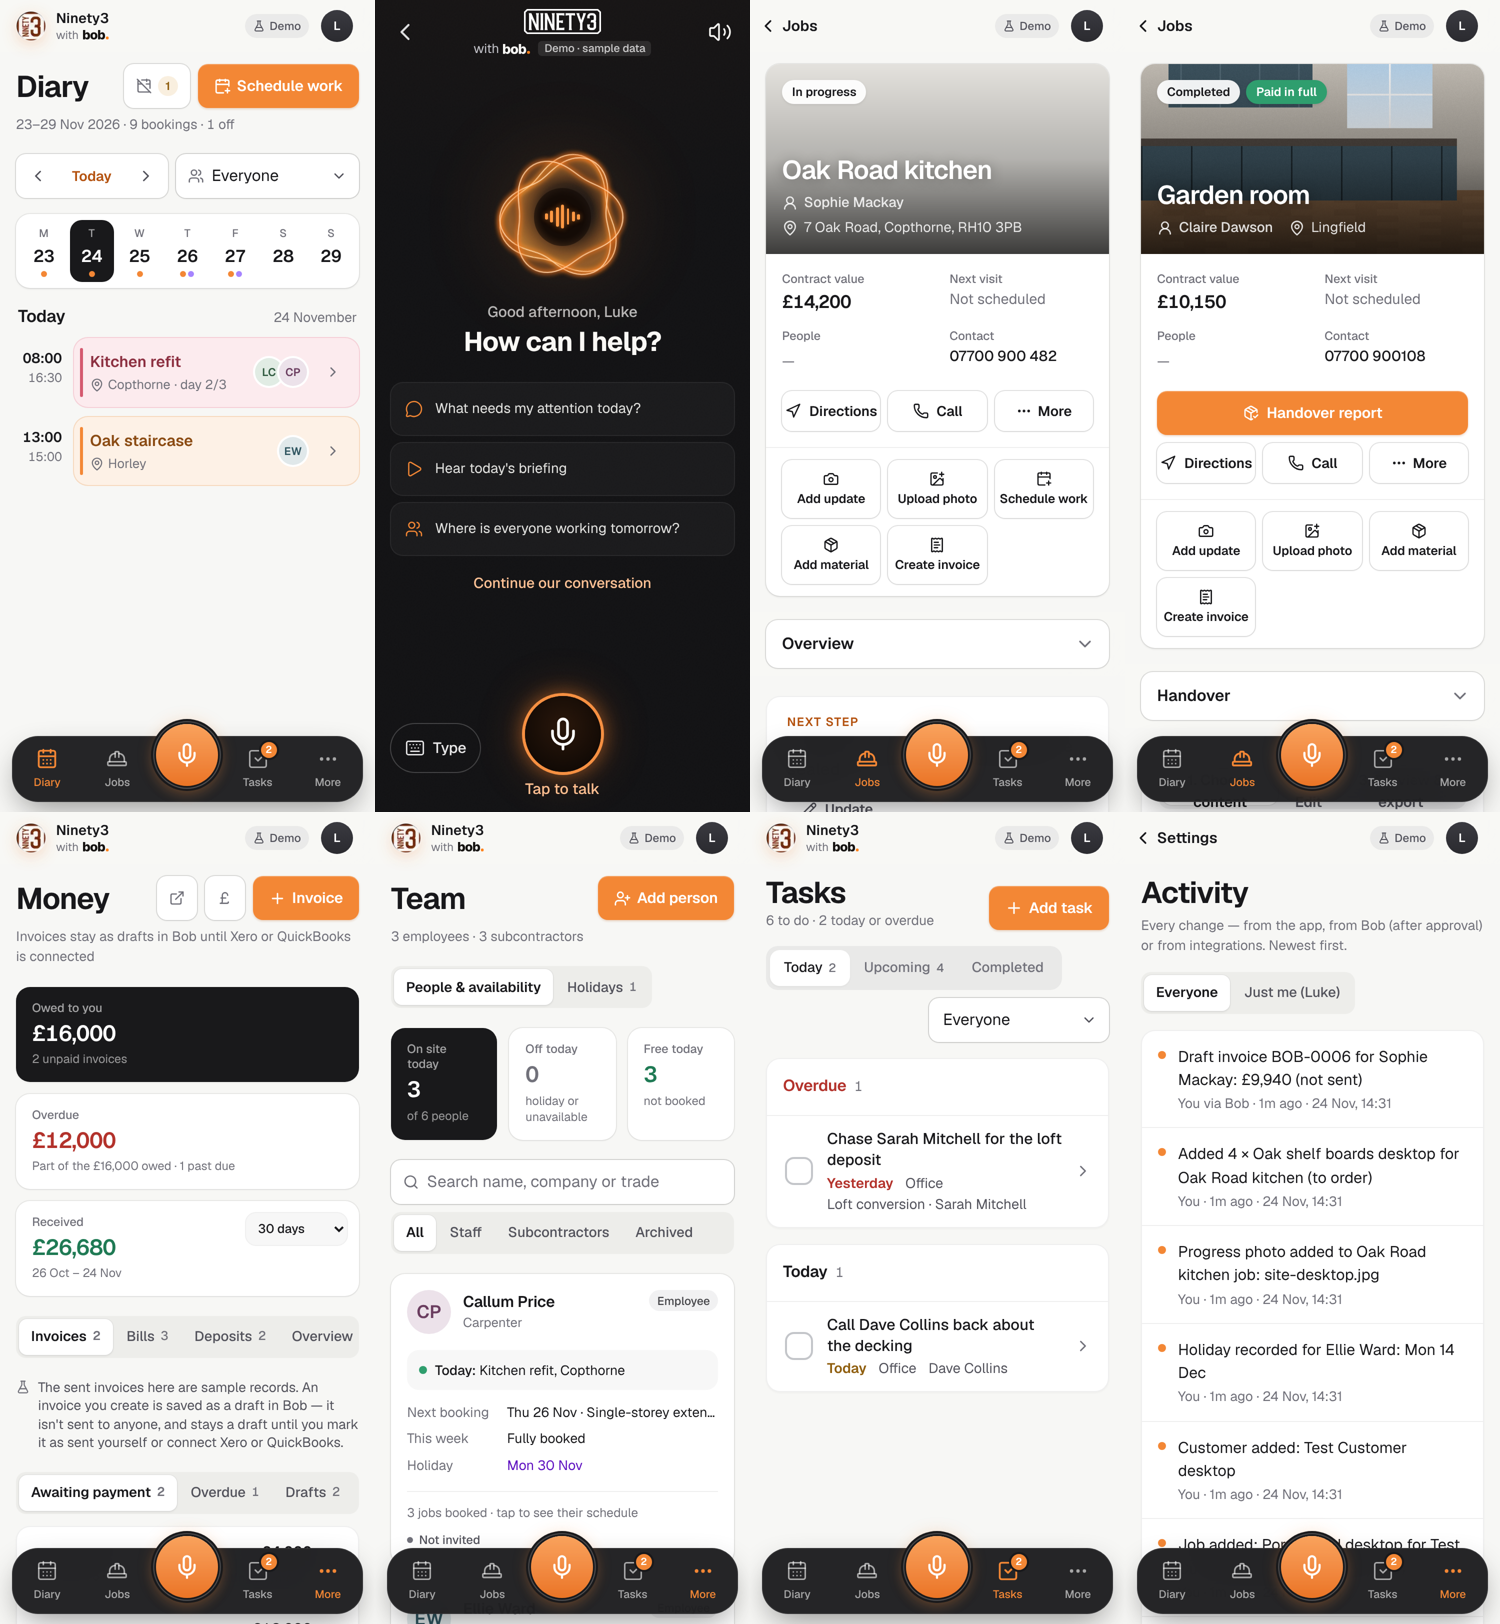 Ninety3
with bob.
Demo
L
Diary
1
Schedule work
23–29 Nov 2026 · 9 bookings · 1 off
Today
Everyone
M T W T F S S
23 24 25 26 27 28 29
Today
24 November
08:00
16:30
Kitchen refit
Copthorne · day 2/3
LC CP
13:00
15:00
Oak staircase
Horley
EW
Diary
Jobs
2
Tasks
More
NINETY3
with bob.
Demo · sample data
Good afternoon, Luke
How can I help?
What needs my attention today?
Hear today's briefing
Where is everyone working tomorrow?
Continue our conversation
Type
Tap to talk
Jobs
Demo
L
In progress
Oak Road kitchen
Sophie Mackay
7 Oak Road, Copthorne, RH10 3PB
Contract value
£14,200
Next visit
Not scheduled
People
—
Contact
07700 900 482
Directions
Call
More
Add update
Upload photo
Schedule work
Add material
Create invoice
Overview
NEXT STEP
Diary
Jobs
2
Tasks
More
Update
Jobs
Demo
L
Completed
Paid in full
Garden room
Claire Dawson
Lingfield
Contract value
£10,150
Next visit
Not scheduled
People
—
Contact
07700 900108
Handover report
Directions
Call
More
Add update
Upload photo
Add material
Create invoice
Handover
Diary
Jobs
2
Tasks
More
content
Edit
export
Ninety3
with bob.
Demo
L
Money
£
+ Invoice
Invoices stay as drafts in Bob until Xero or QuickBooks
is connected
Owed to you
£16,000
2 unpaid invoices
Overdue
£12,000
Part of the £16,000 owed · 1 past due
Received
£26,680
26 Oct – 24 Nov
30 days
Invoices 2
Bills 3
Deposits 2
Overview
The sent invoices here are sample records. An
invoice you create is saved as a draft in Bob — it
isn't sent to anyone, and stays a draft until you mark
it as sent yourself or connect Xero or QuickBooks.
Awaiting payment 2
Overdue 1
Drafts 2
Diary
Jobs
2
Tasks
More
Ninety3
with bob.
Demo
L
Team
Add person
3 employees · 3 subcontractors
People & availability
Holidays 1
On site
today
3
of 6 people
Off today
0
holiday or
unavailable
Free today
3
not booked
Search name, company or trade
All
Staff
Subcontractors
Archived
CP
Callum Price
Carpenter
Employee
Today: Kitchen refit, Copthorne
Next booking
Thu 26 Nov · Single-storey exten...
This week
Fully booked
Holiday
Mon 30 Nov
3 jobs booked · tap to see their schedule
Not invited
Diary
Jobs
2
Tasks
More
EW
Ellie Ward
Ninety3
with bob.
Demo
L
Tasks
6 to do · 2 today or overdue
+ Add task
Today 2
Upcoming 4
Completed
Everyone
Overdue 1
Chase Sarah Mitchell for the loft
deposit
Yesterday Office
Loft conversion · Sarah Mitchell
Today 1
Call Dave Collins back about
the decking
Today Office Dave Collins
Diary
Jobs
2
Tasks
More
Settings
Demo
L
Activity
Every change — from the app, from Bob (after approval)
or from integrations. Newest first.
Everyone
Just me (Luke)
Draft invoice BOB-0006 for Sophie
Mackay: £9,940 (not sent)
You via Bob · 1m ago · 24 Nov, 14:31
Added 4 × Oak shelf boards desktop for
Oak Road kitchen (to order)
You · 1m ago · 24 Nov, 14:31
Progress photo added to Oak Road
kitchen job: site-desktop.jpg
You · 1m ago · 24 Nov, 14:31
Holiday recorded for Ellie Ward: Mon 14
Dec
You · 1m ago · 24 Nov, 14:31
Customer added: Test Customer
desktop
You · 1m ago · 24 Nov, 14:31
Job added: desktop for Test
Diary
Jobs
2
Tasks
More